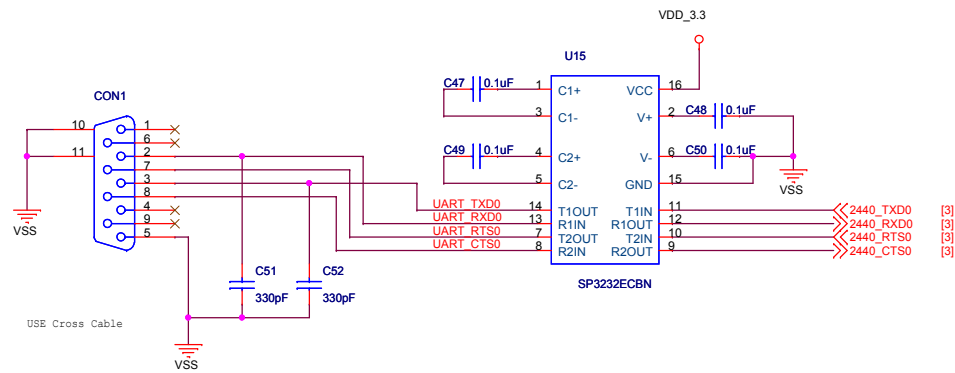 VDD_3.3
U15
CON1
C47 0.1uF 1 C1+ VCC 16
3 C1- V+ 2 C48 0.1uF
C49 0.1uF 4 C2+ V- 6 C50 0.1uF
5 C2- GND 15
VSS
10 1
6
11 2
7
3
8
4
9
5
VSS
UART_TXD0 14 T1OUT T1IN 11 2440_TXD0 [3]
UART_RXD0 13 R1IN R1OUT 12 2440_RXD0 [3]
UART_RTS0 7 T2OUT T2IN 10 2440_RTS0 [3]
UART_CTS0 8 R2IN R2OUT 9 2440_CTS0 [3]
SP3232ECBN
C51 C52
330pF 330pF
USE Cross Cable
VSS